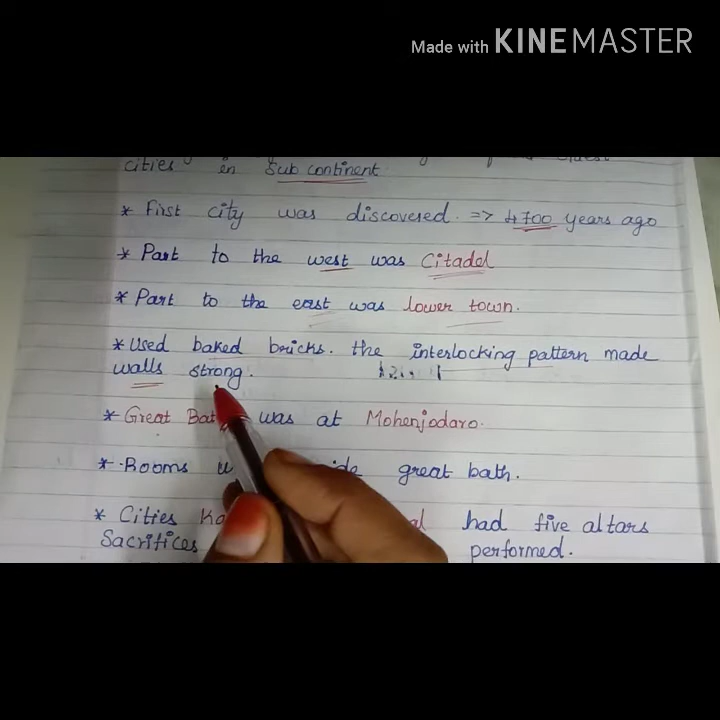 Made with KINEMASTER
cities in Sub continent
* First city was discovered. => 4700 years ago
* Part to the west was Citadel
* Part to the east was lower town.
* Used baked bricks. the interlocking pattern made
walls strong.
* Great Bat was at Mohenjodaro.
* Rooms great bath.
* Cities had five altars
Sacrifices performed.